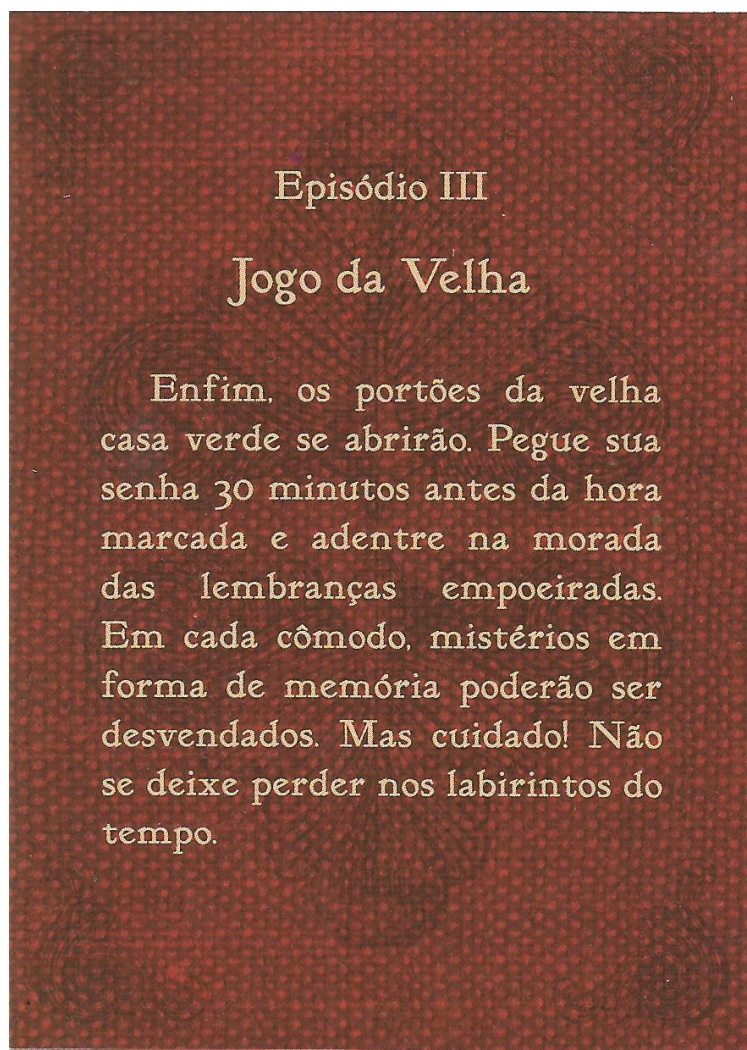 Episódio III
Jogo da Velha
Enfim, os portões da velha
casa verde se abrirão. Pegue sua
senha 30 minutos antes da hora
marcada e adentre na morada
das lembranças empoeiradas.
Em cada cômodo, mistérios em
forma de memória poderão ser
desvendados. Mas cuidado! Não
se deixe perder nos labirintos do
tempo.